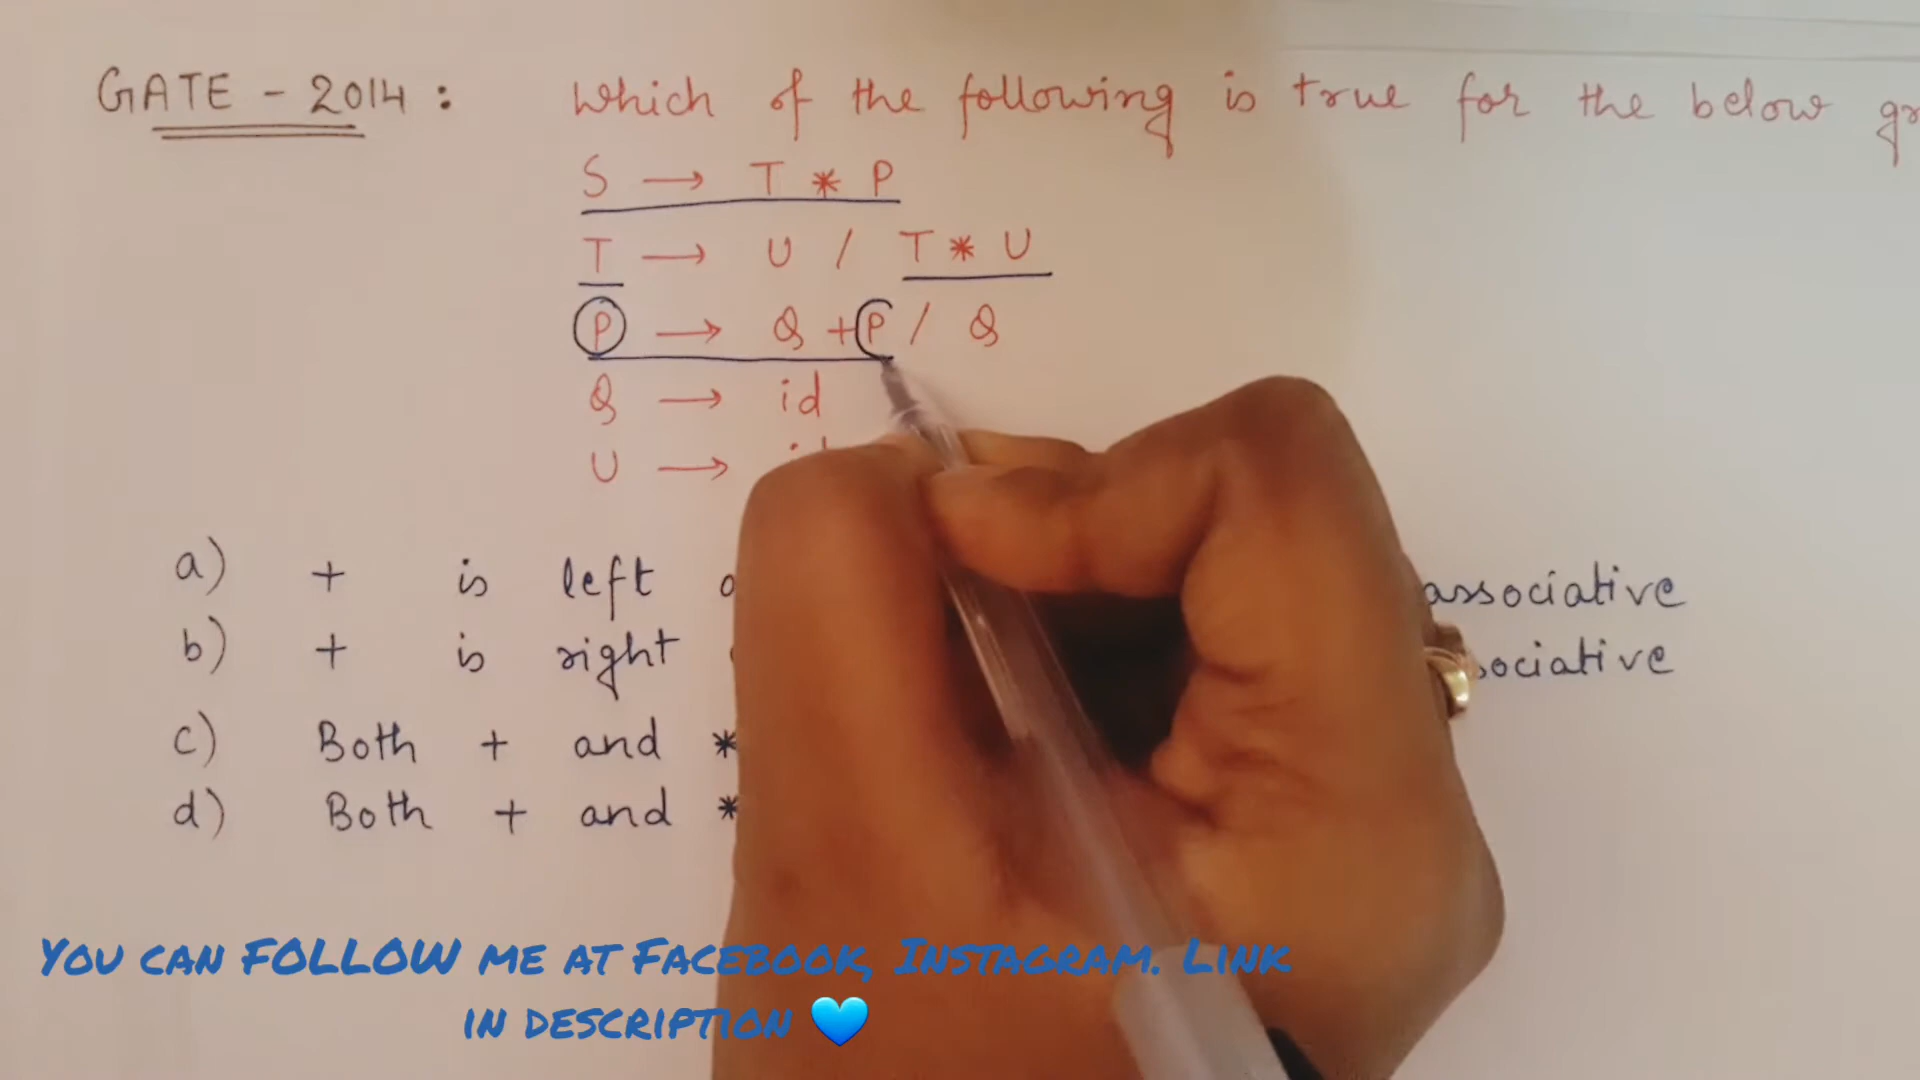 GATE - 2014 : Which of the following is true for the below
S → T * P
T → U / T * U
P → Q + P / Q
Q → id
U →
a) + is left associative
b) + is right
c) Both + and *
d) Both + and *
YOU CAN FOLLOW ME AT FACEBOOK, INSTAGRAM. LINK
IN DESCRIPTION 💙